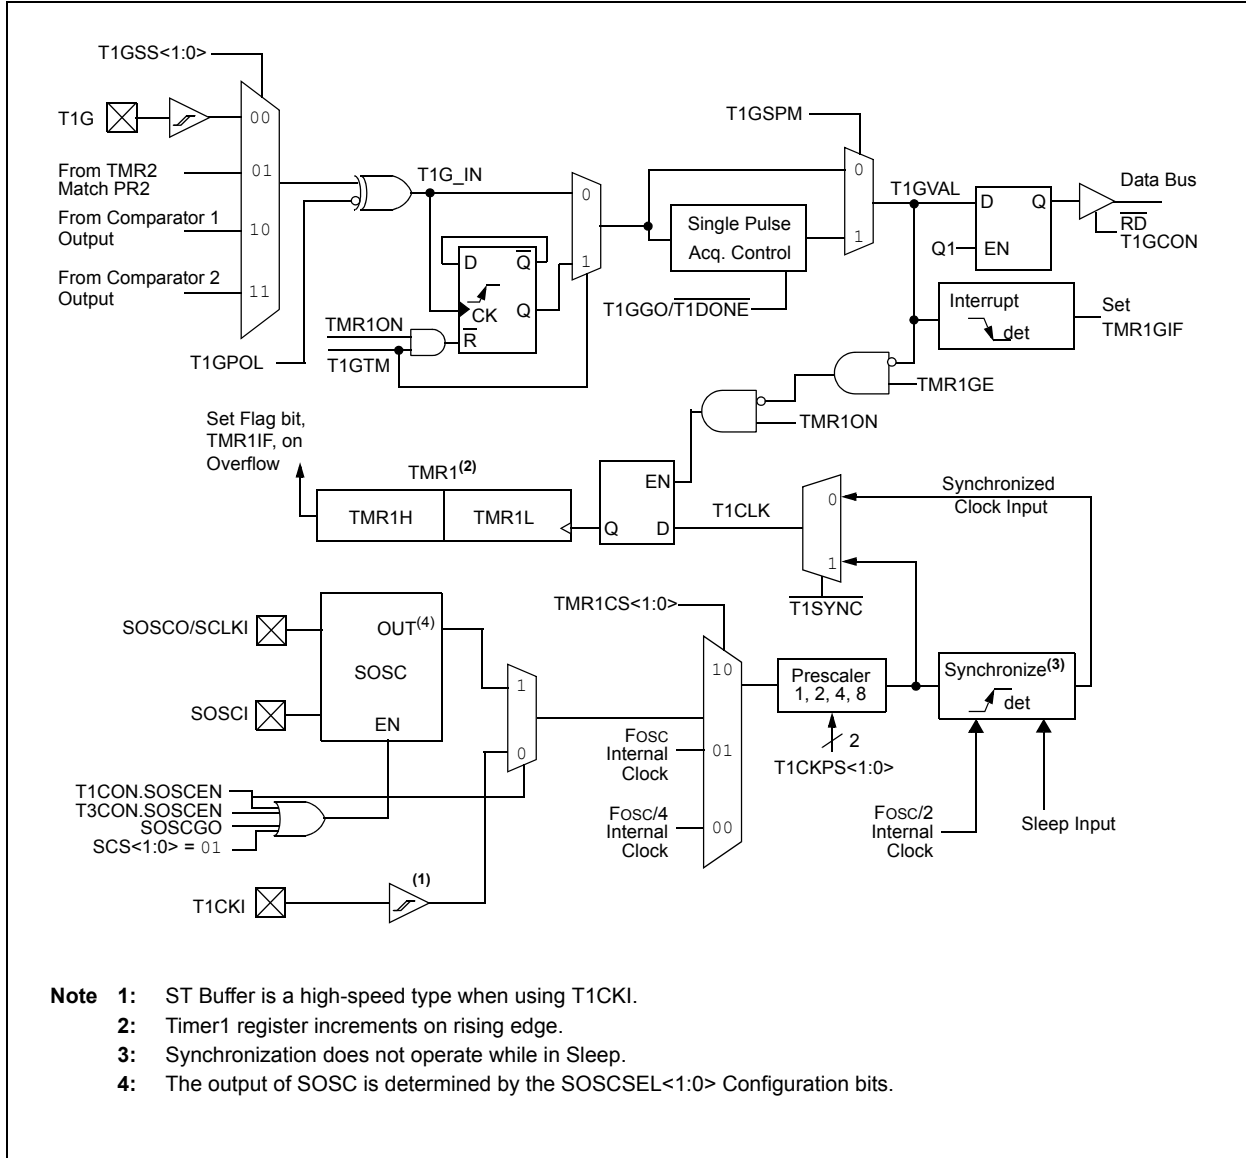 T1GSS<1:0>
T1G
00
From TMR2
Match PR2
01
From Comparator 1
Output
10
From Comparator 2
Output
11
T1GPOL
T1G_IN
D
Q
CK
Q
R
TMR1ON
T1GTM
0
1
T1GSPM
Single Pulse
Acq. Control
T1GGO/T1DONE
0
1
T1GVAL
D
Q
Q1
EN
Data Bus
RD
T1GCON
Interrupt
det
Set
TMR1GIF
TMR1GE
TMR1ON
Set Flag bit,
TMR1IF, on
Overflow
TMR1(2)
TMR1H
TMR1L
EN
Q
D
T1CLK
0
1
T1SYNC
Synchronized
Clock Input
SOSCO/SCLKI
OUT(4)
SOSC
SOSCI
EN
1
0
T1CON.SOSCEN
T3CON.SOSCEN
SOSCGO
SCS<1:0> = 01
T1CKI
(1)
TMR1CS<1:0>
10
FOSC
Internal
Clock
01
FOSC/4
Internal
Clock
00
Prescaler
1, 2, 4, 8
2
T1CKPS<1:0>
Synchronize(3)
det
FOSC/2
Internal
Clock
Sleep Input
Note 1: ST Buffer is a high-speed type when using T1CKI.
2: Timer1 register increments on rising edge.
3: Synchronization does not operate while in Sleep.
4: The output of SOSC is determined by the SOSCSEL<1:0> Configuration bits.